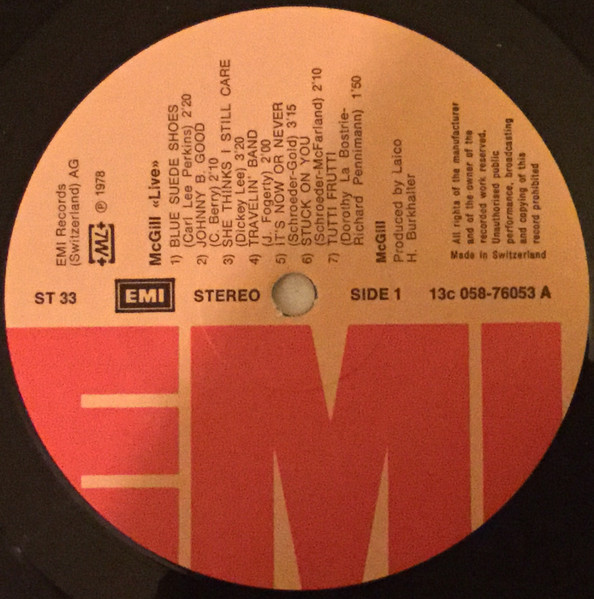 EMI Records
(Switzerland) AG
℗ 1978
McGill «Live»
1) BLUE SUEDE SHOES
(Carl Lee Perkins) 2'20
2) JOHNNY B. GOOD
(C. Berry) 2'10
3) SHE THINKS I STILL CARE
(Dickey Lee) 3'20
4) TRAVELIN' BAND
(J. Fogerty) 2'00
5) IT'S NOW OR NEVER
(Schroeder-Gold) 3'15
6) STUCK ON YOU
(Schroeder-McFarland) 2'10
7) TUTTI FRUTTI
(Dorothy La Bostrie-
Richard Pennimann) 1'50
McGill
Produced by Laico
H. Burkhalter
All rights of the manufacturer
and of the owner of the
recorded work reserved.
Unauthorised public
performance, broadcasting
and copying of this
record prohibited
Made in Switzerland
ST 33 EMI STEREO SIDE 1 13c 058-76053 A
EMI